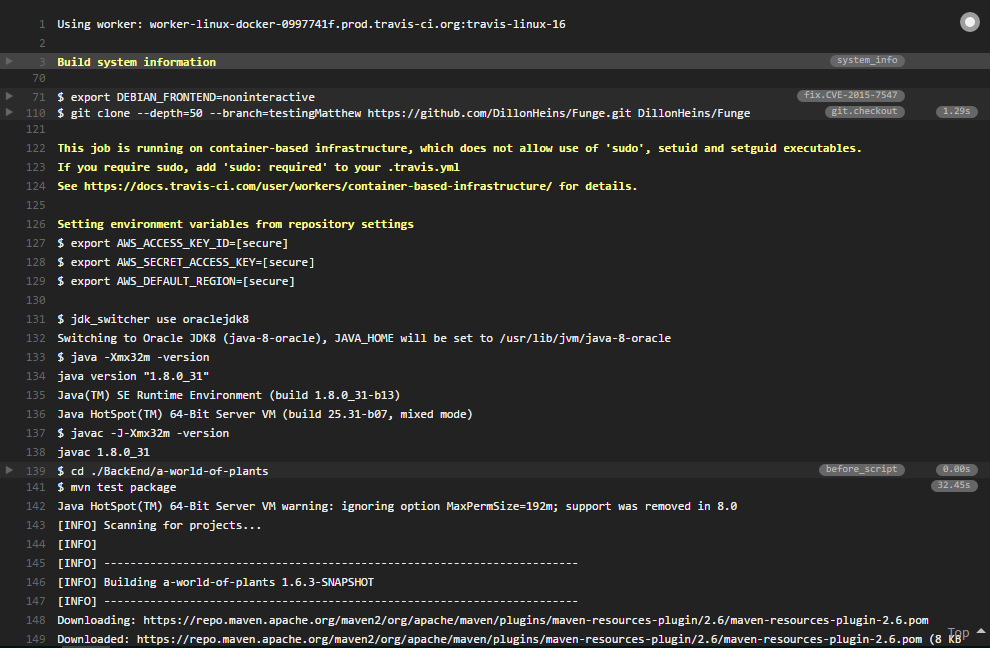 1 Using worker: worker-linux-docker-0997741f.prod.travis-ci.org:travis-linux-16
2
3 Build system information system_info
70
71 $ export DEBIAN_FRONTEND=noninteractive fix.CVE-2015-7547
110 $ git clone --depth=50 --branch=testingMatthew https://github.com/DillonHeins/Funge.git DillonHeins/Funge git.checkout 1.29s
121
122 This job is running on container-based infrastructure, which does not allow use of 'sudo', setuid and setguid executables.
123 If you require sudo, add 'sudo: required' to your .travis.yml
124 See https://docs.travis-ci.com/user/workers/container-based-infrastructure/ for details.
125
126 Setting environment variables from repository settings
127 $ export AWS_ACCESS_KEY_ID=[secure]
128 $ export AWS_SECRET_ACCESS_KEY=[secure]
129 $ export AWS_DEFAULT_REGION=[secure]
130
131 $ jdk_switcher use oraclejdk8
132 Switching to Oracle JDK8 (java-8-oracle), JAVA_HOME will be set to /usr/lib/jvm/java-8-oracle
133 $ java -Xmx32m -version
134 java version "1.8.0_31"
135 Java(TM) SE Runtime Environment (build 1.8.0_31-b13)
136 Java HotSpot(TM) 64-Bit Server VM (build 25.31-b07, mixed mode)
137 $ javac -J-Xmx32m -version
138 javac 1.8.0_31
139 $ cd ./BackEnd/a-world-of-plants before_script 0.00s
141 $ mvn test package 32.45s
142 Java HotSpot(TM) 64-Bit Server VM warning: ignoring option MaxPermSize=192m; support was removed in 8.0
143 [INFO] Scanning for projects...
144 [INFO]
145 [INFO] ------------------------------------------------------------------------
146 [INFO] Building a-world-of-plants 1.6.3-SNAPSHOT
147 [INFO] ------------------------------------------------------------------------
148 Downloading: https://repo.maven.apache.org/maven2/org/apache/maven/plugins/maven-resources-plugin/2.6/maven-resources-plugin-2.6.pom
149 Downloaded: https://repo.maven.apache.org/maven2/org/apache/maven/plugins/maven-resources-plugin/2.6/maven-resources-plugin-2.6.pom (8 KB
Top